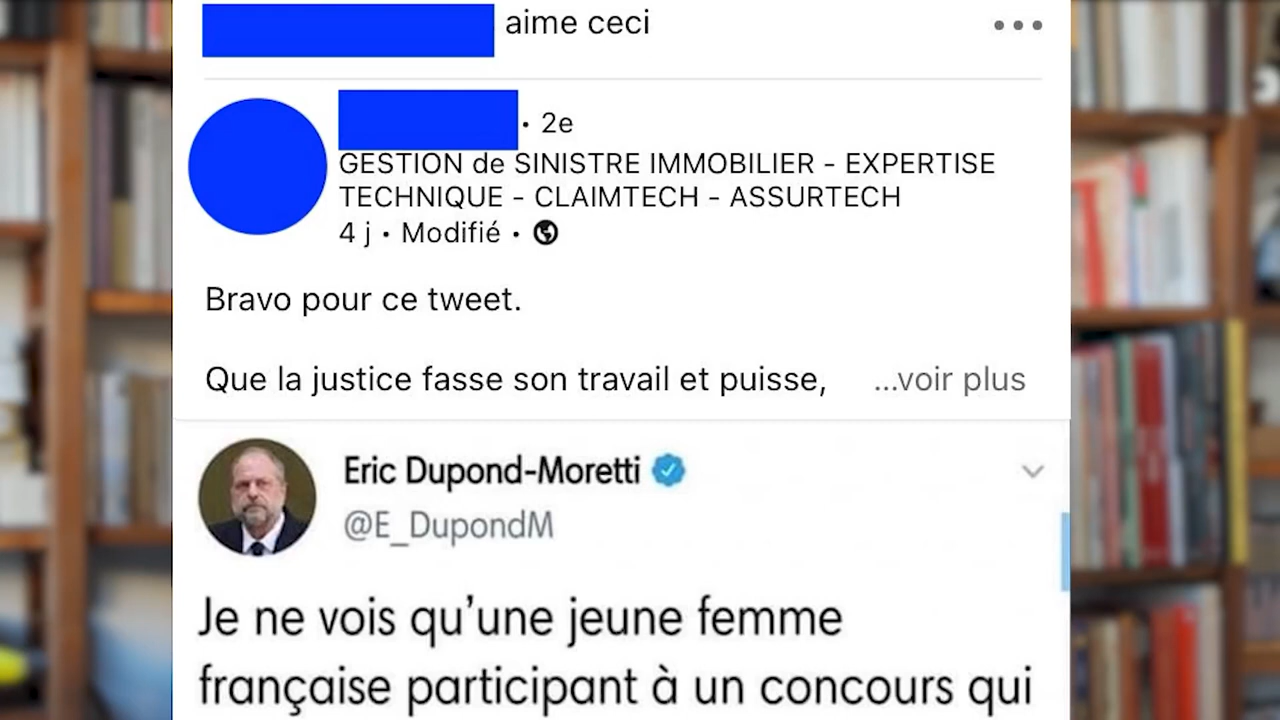 aime ceci
• 2e
GESTION de SINISTRE IMMOBILIER - EXPERTISE
TECHNIQUE - CLAIMTECH - ASSURTECH
4 j • Modifié •
Bravo pour ce tweet.
Que la justice fasse son travail et puisse, ...voir plus
Eric Dupond-Moretti
@E_DupondM
Je ne vois qu’une jeune femme
française participant à un concours qui